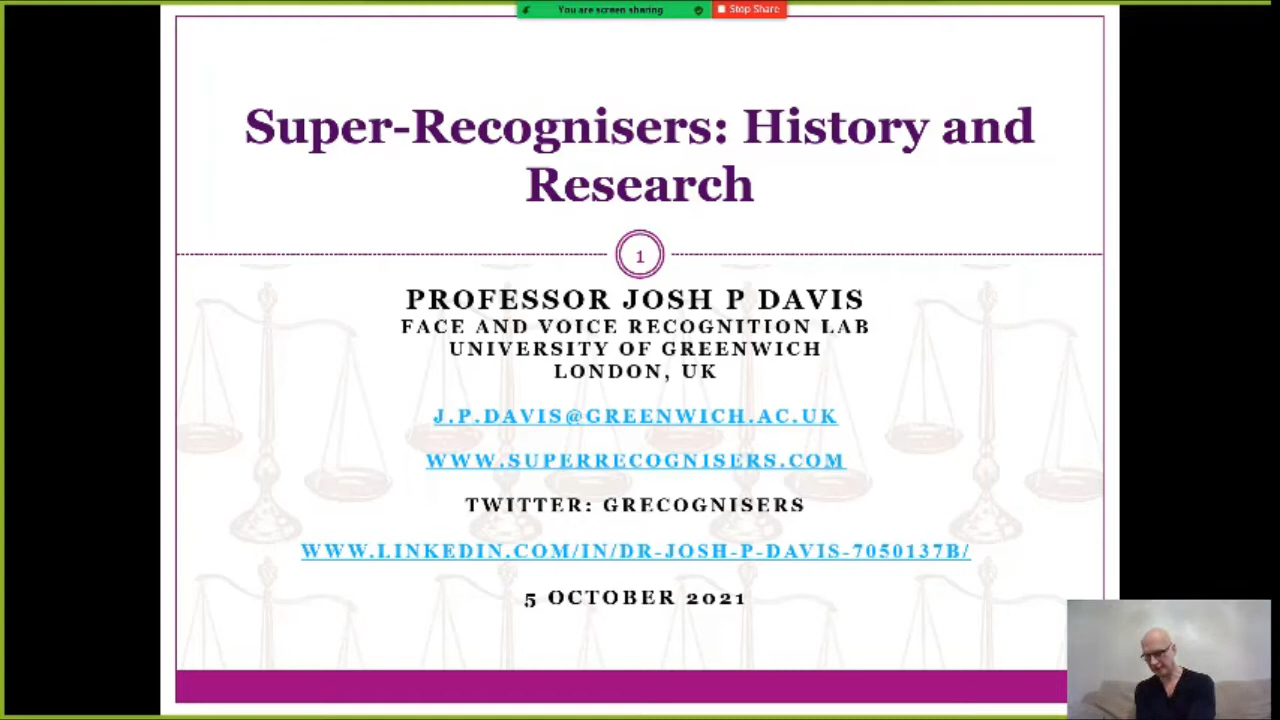 You are screen sharing
Stop Share
Super-Recognisers: History and
Research
1
PROFESSOR JOSH P DAVIS
FACE AND VOICE RECOGNITION LAB
UNIVERSITY OF GREENWICH
LONDON, UK
J.P.DAVIS@GREENWICH.AC.UK
WWW.SUPERRECOGNISERS.COM
TWITTER: GRECOGNISERS
WWW.LINKEDIN.COM/IN/DR-JOSH-P-DAVIS-7050137B/
5 OCTOBER 2021